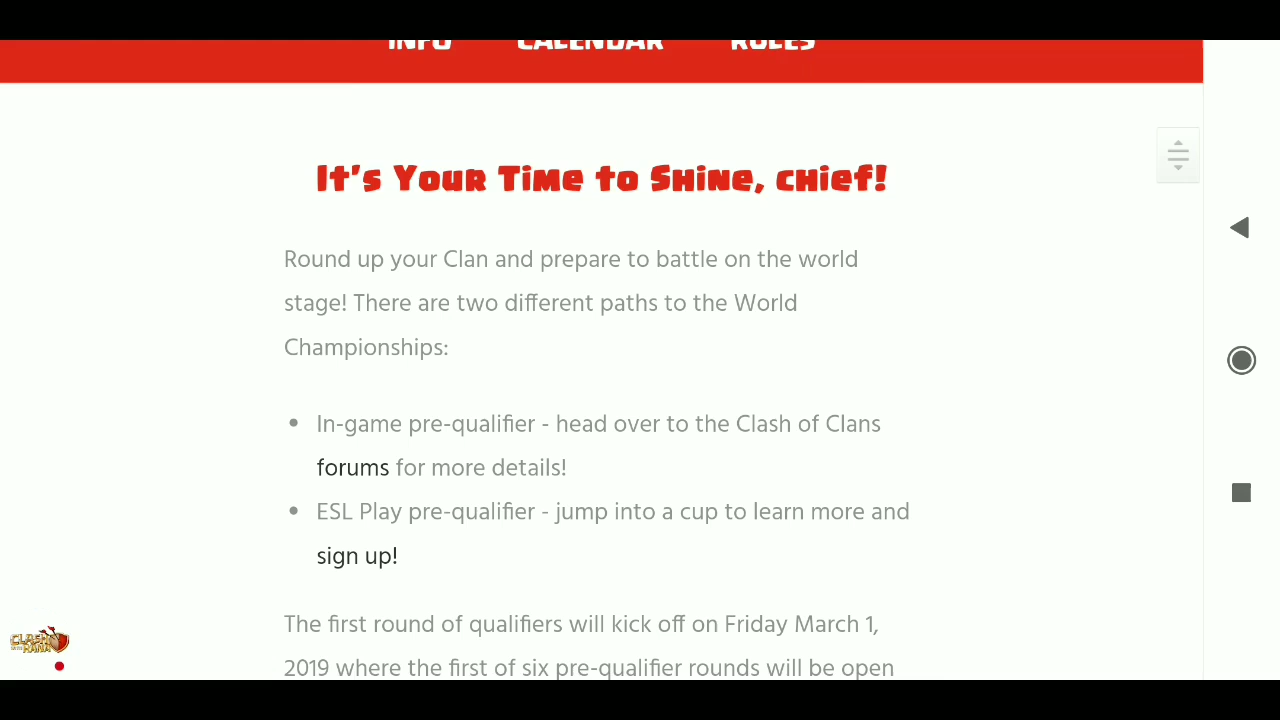 INFO CALENDAR RULES
It's Your Time to Shine, chief!
Round up your Clan and prepare to battle on the world
stage! There are two different paths to the World
Championships:
• In-game pre-qualifier - head over to the Clash of Clans
forums for more details!
• ESL Play pre-qualifier - jump into a cup to learn more and
sign up!
The first round of qualifiers will kick off on Friday March 1,
2019 where the first of six pre-qualifier rounds will be open
CLASH